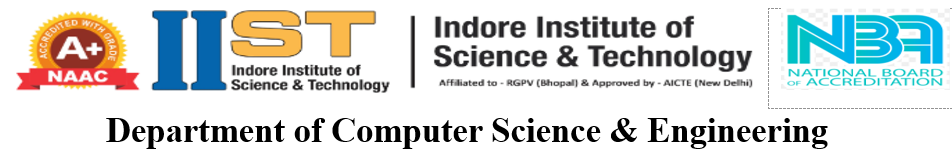 ACCREDITED WITH GRADE
A+
NAAC
IIST
Indore Institute of
Science & Technology
Indore Institute of
Science & Technology
Affiliated to - RGPV (Bhopal) & Approved by - AICTE (New Delhi)
NBA
NATIONAL BOARD
OF ACCREDITATION
Department of Computer Science & Engineering